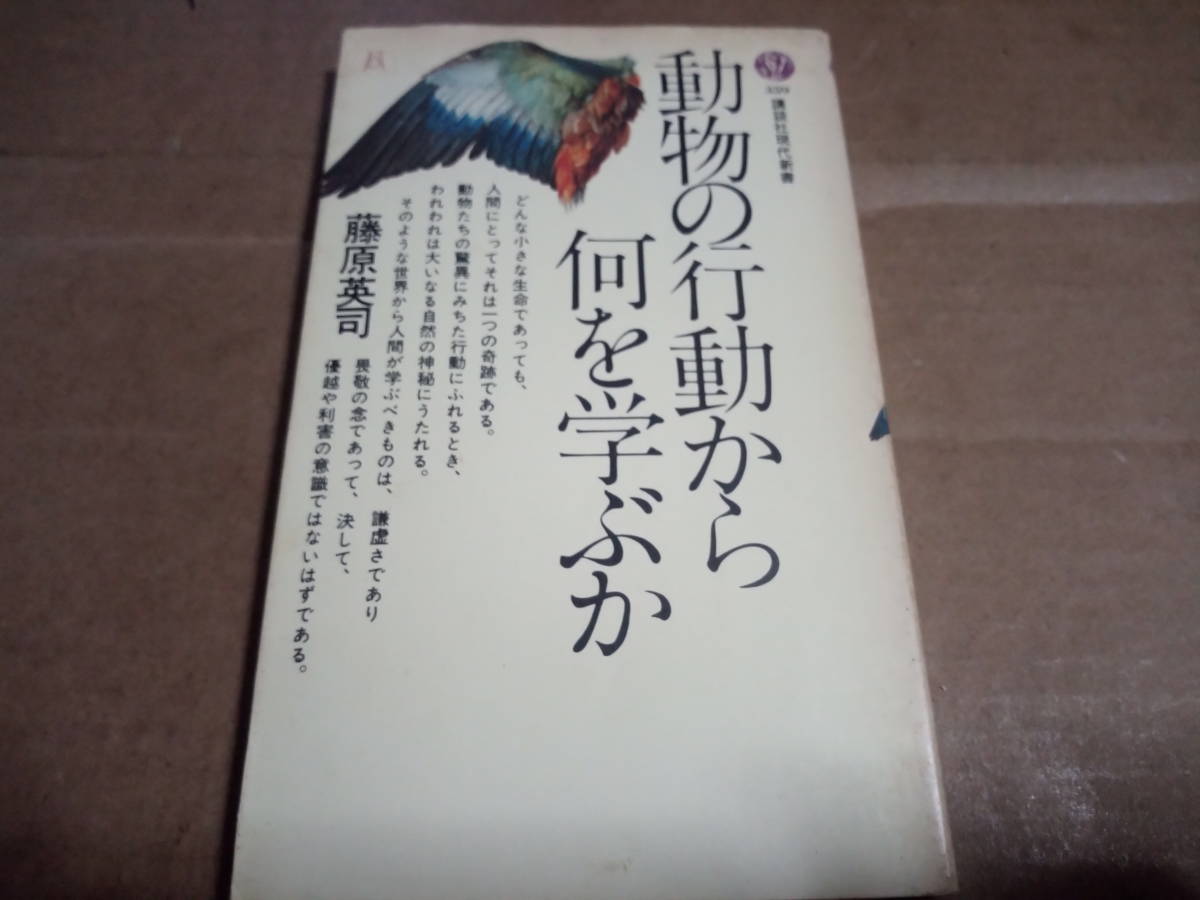 講談社現代新書
動物の行動から
何を学ぶか
どんな小さな生命であっても、
人間にとってそれは一つの奇跡である。
動物たちの驚異にみちた行動にふれるとき、
われわれは大いなる自然の神秘にうたれる。
そのような世界から人間が学ぶべきものは、謙虚さであり
畏敬の念であって、決して、
優越や利害の意識ではないはずである。
藤原英司